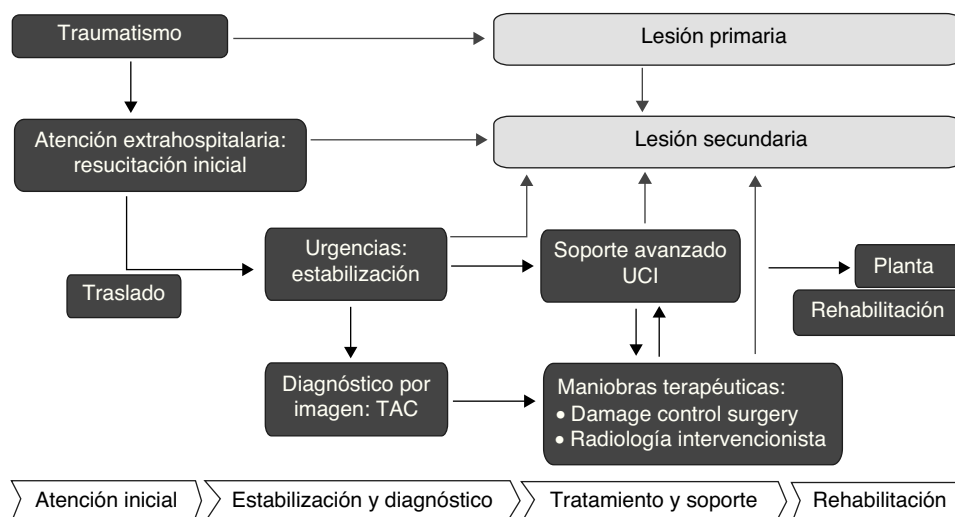 Traumatismo
Lesión primaria
Atención extrahospitalaria:
resucitación inicial
Lesión secundaria
Traslado
Urgencias:
estabilización
Soporte avanzado
UCI
Planta
Rehabilitación
Diagnóstico por
imagen: TAC
Maniobras terapéuticas:
• Damage control surgery
• Radiología intervencionista
Atención inicial
Estabilización y diagnóstico
Tratamiento y soporte
Rehabilitación